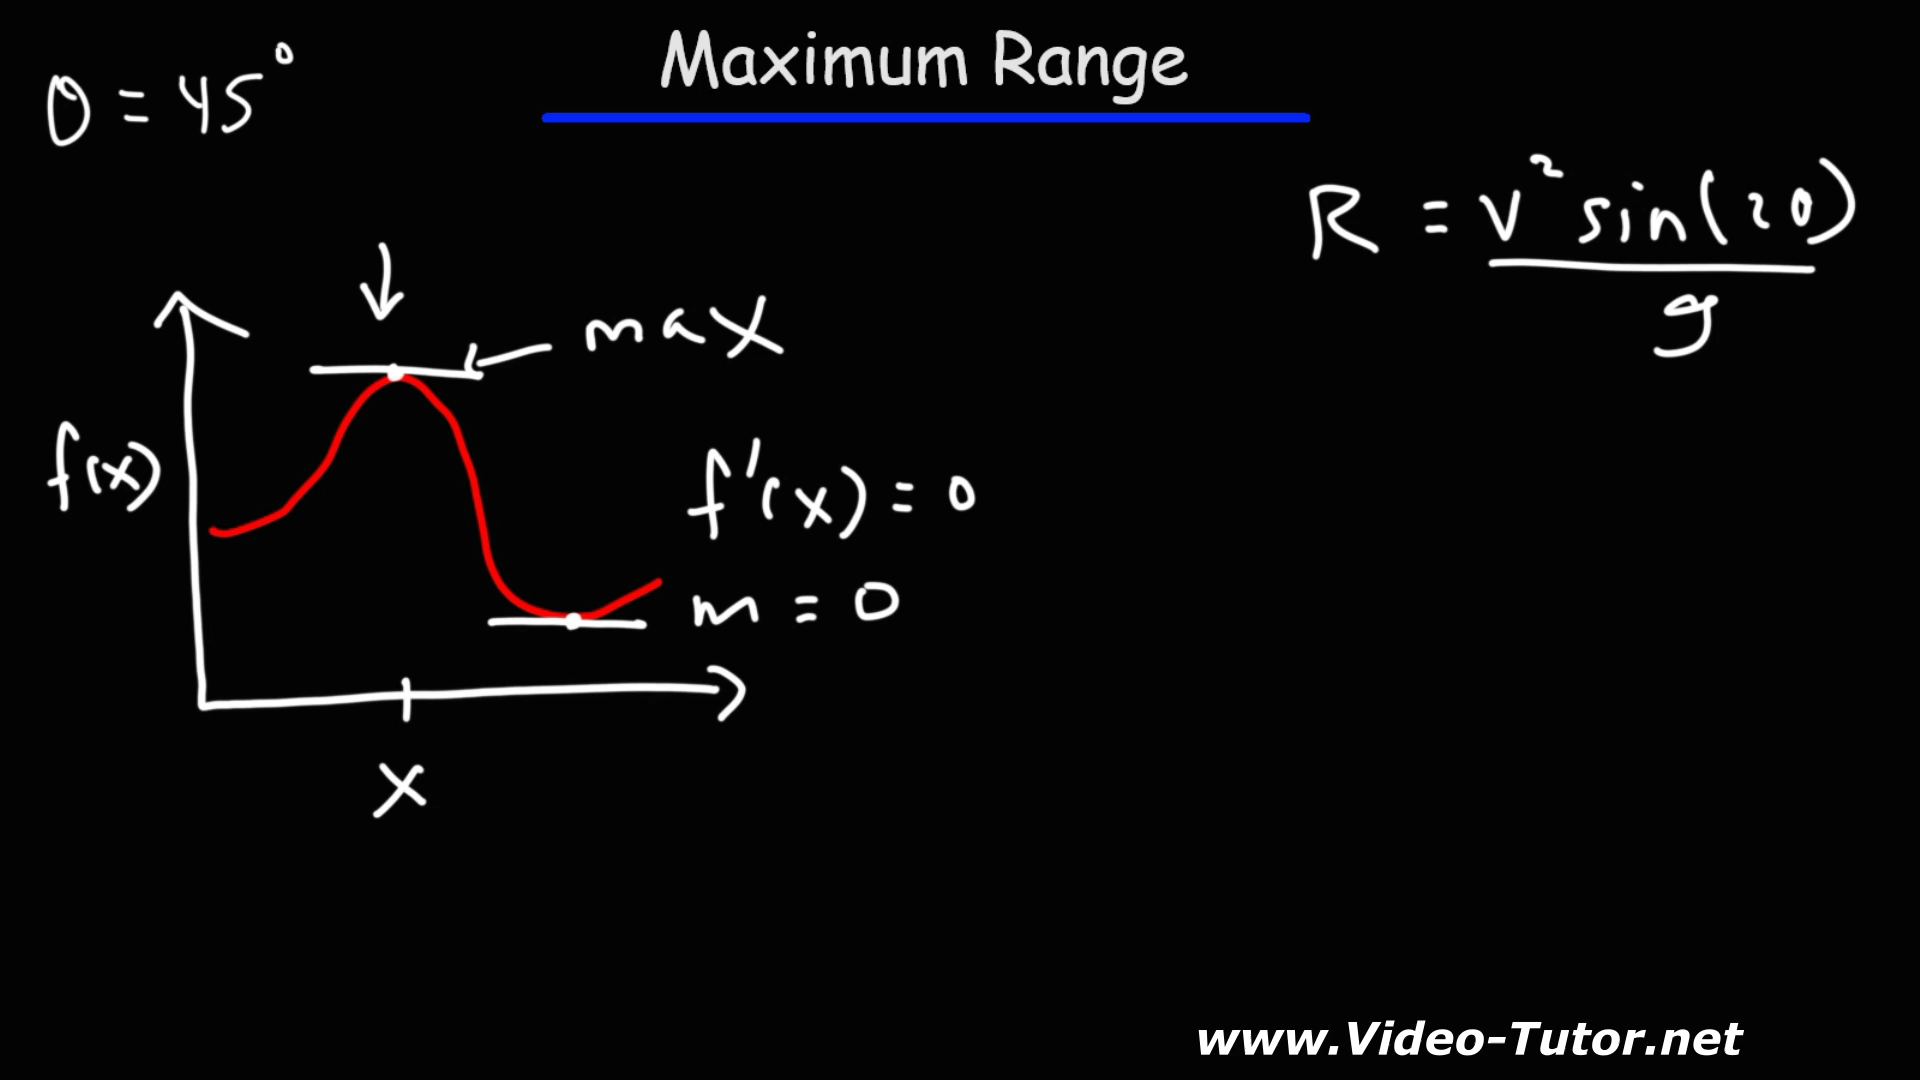 Maximum Range
θ = 45°
R = v² sin(2θ) / g
max
f(x)
f'(x) = 0
m = 0
x
www.Video-Tutor.net